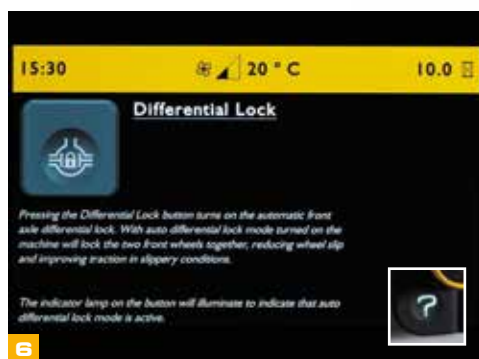 15:30 20 ° C 10.0
Differential Lock
Pressing the Differential Lock button turns on the automatic front
axle differential lock. With auto differential lock mode turned on the
machine will lock the two front wheels together, reducing wheel slip
and improving traction in slippery conditions.
The indicator lamp on the button will illuminate to indicate that auto
differential lock mode is active.
?
6